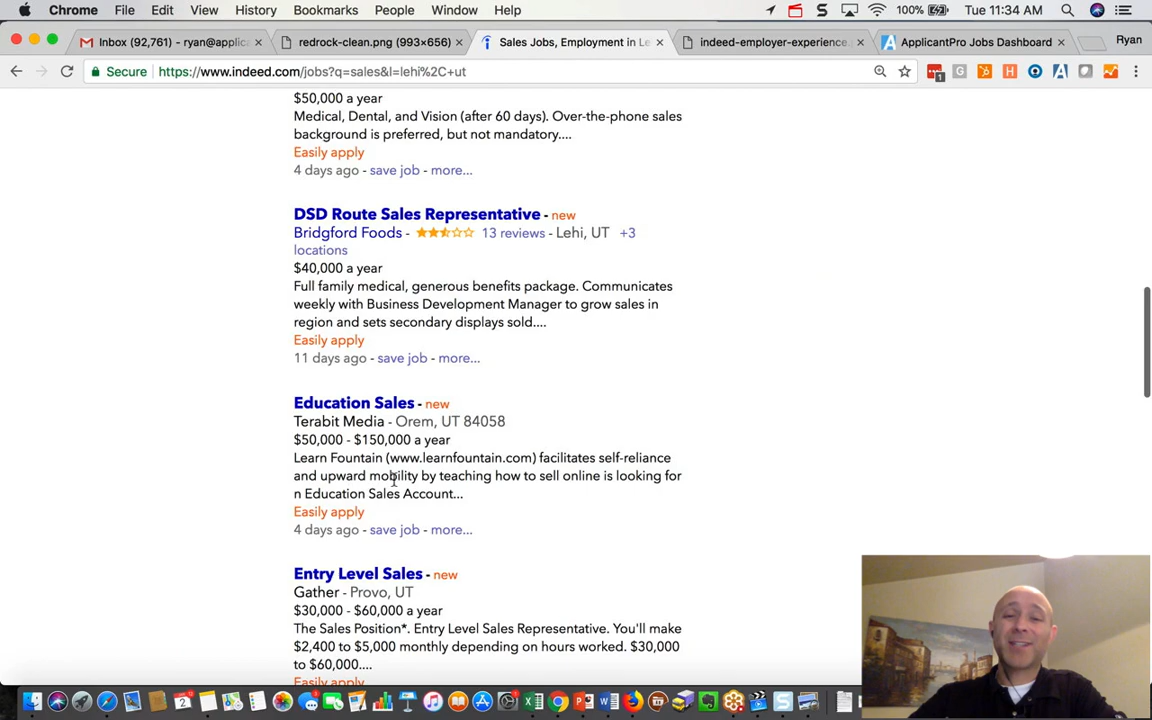 Chrome File Edit View History Bookmarks People Window Help 100% Tue 11:34 AM
Inbox (92,761) - ryan@applic
redrock-clean.png (993×656)
Sales Jobs, Employment in Le
indeed-employer-experience.p
ApplicantPro Jobs Dashboard
Ryan
Secure https://www.indeed.com/jobs?q=sales&l=lehi%2C+ut
$50,000 a year
Medical, Dental, and Vision (after 60 days). Over-the-phone sales
background is preferred, but not mandatory....
Easily apply
4 days ago - save job - more...
DSD Route Sales Representative - new
Bridgford Foods - 13 reviews - Lehi, UT +3
locations
$40,000 a year
Full family medical, generous benefits package. Communicates
weekly with Business Development Manager to grow sales in
region and sets secondary displays sold....
Easily apply
11 days ago - save job - more...
Education Sales - new
Terabit Media - Orem, UT 84058
$50,000 - $150,000 a year
Learn Fountain (www.learnfountain.com) facilitates self-reliance
and upward mobility by teaching how to sell online is looking for
n Education Sales Account...
Easily apply
4 days ago - save job - more...
Entry Level Sales - new
Gather - Provo, UT
$30,000 - $60,000 a year
The Sales Position*. Entry Level Sales Representative. You'll make
$2,400 to $5,000 monthly depending on hours worked. $30,000
to $60,000....
Easily apply